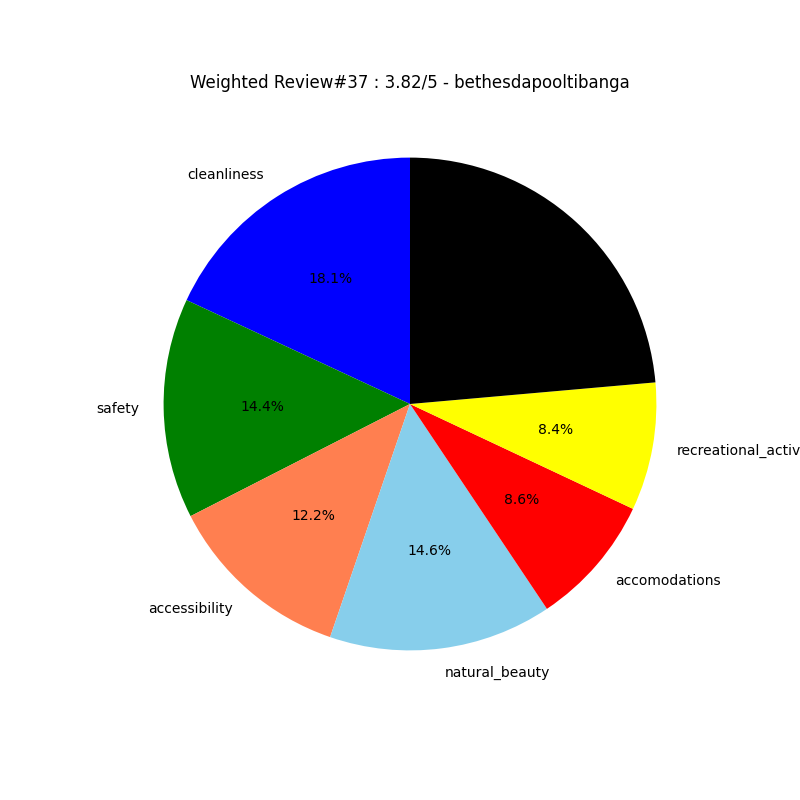 Weighted Review#37 : 3.82/5 - bethesdapooltibanga
cleanliness
18.1%
safety
14.4%
accessibility
12.2%
natural_beauty
14.6%
accomodations
8.6%
recreational_activ
8.4%